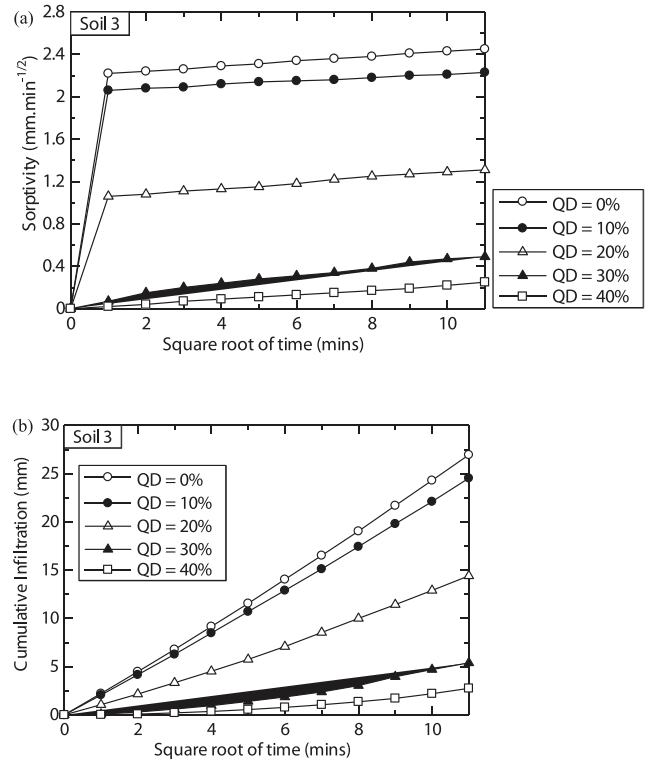 (a)
Soil 3
2.8
2.4
2
1.6
1.2
0.8
0.4
0
Sorptivity (mm.min-1/2)
0 2 4 6 8 10
Square root of time (mins)
QD = 0%
QD = 10%
QD = 20%
QD = 30%
QD = 40%
(b)
Soil 3
30
25
20
15
10
5
0
Cumulative Infiltration (mm)
QD = 0%
QD = 10%
QD = 20%
QD = 30%
QD = 40%
0 2 4 6 8 10
Square root of time (mins)